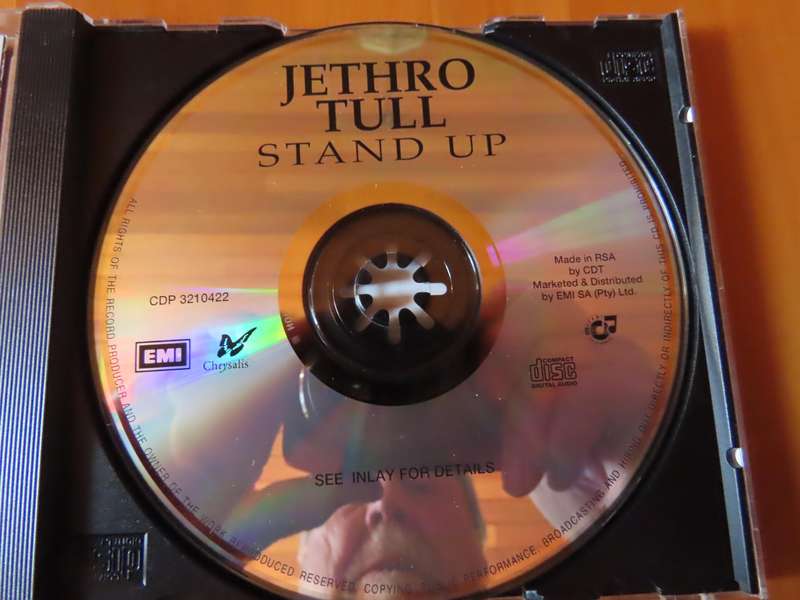 JETHRO
TULL
STAND UP
Made in RSA
by CDT
Marketed & Distributed
by EMI SA (Pty) Ltd.
CDP 3210422
EMI
Chrysalis
COMPACT
disc
DIGITAL AUDIO
SEE INLAY FOR DETAILS
ALL RIGHTS OF THE RECORD PRODUCER AND THE OWNER OF THE WORK REPRODUCED RESERVED. COPYING, PUBLIC PERFORMANCE, BROADCASTING AND HIRING OUT DIRECTLY OR INDIRECTLY OF THIS CD IS PROHIBITED